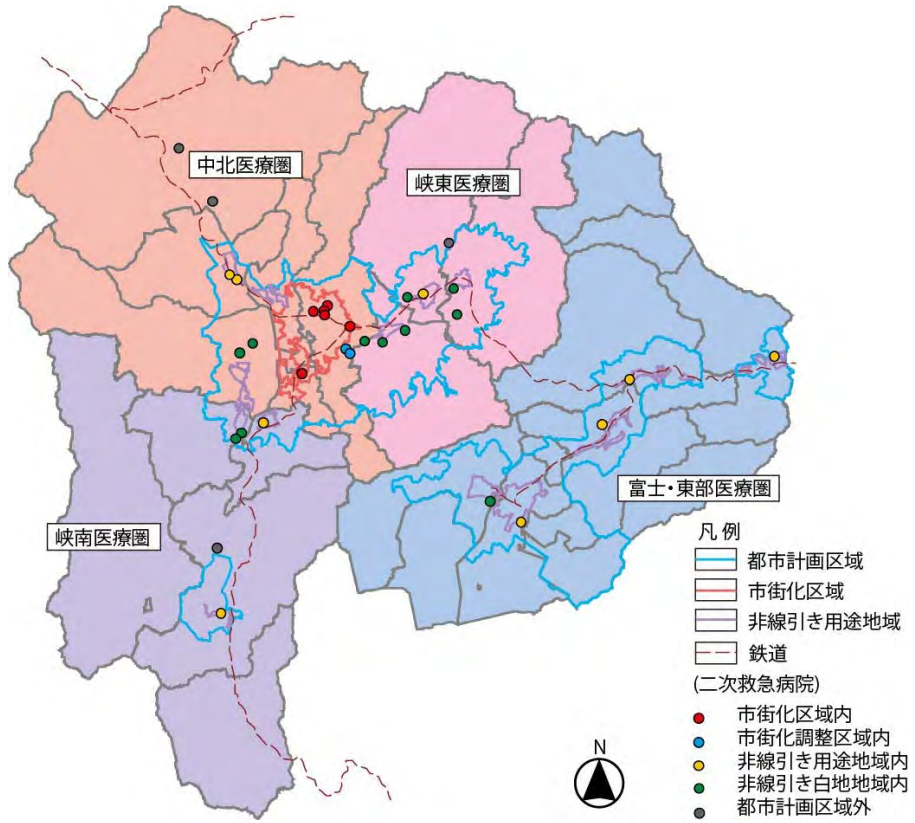 中北医療圏
峡東医療圏
富士・東部医療圏
峡南医療圏
凡例
都市計画区域
市街化区域
非線引き用途地域
鉄道
(二次救急病院)
市街化区域内
市街化調整区域内
非線引き用途地域内
非線引き白地地域内
都市計画区域外
N